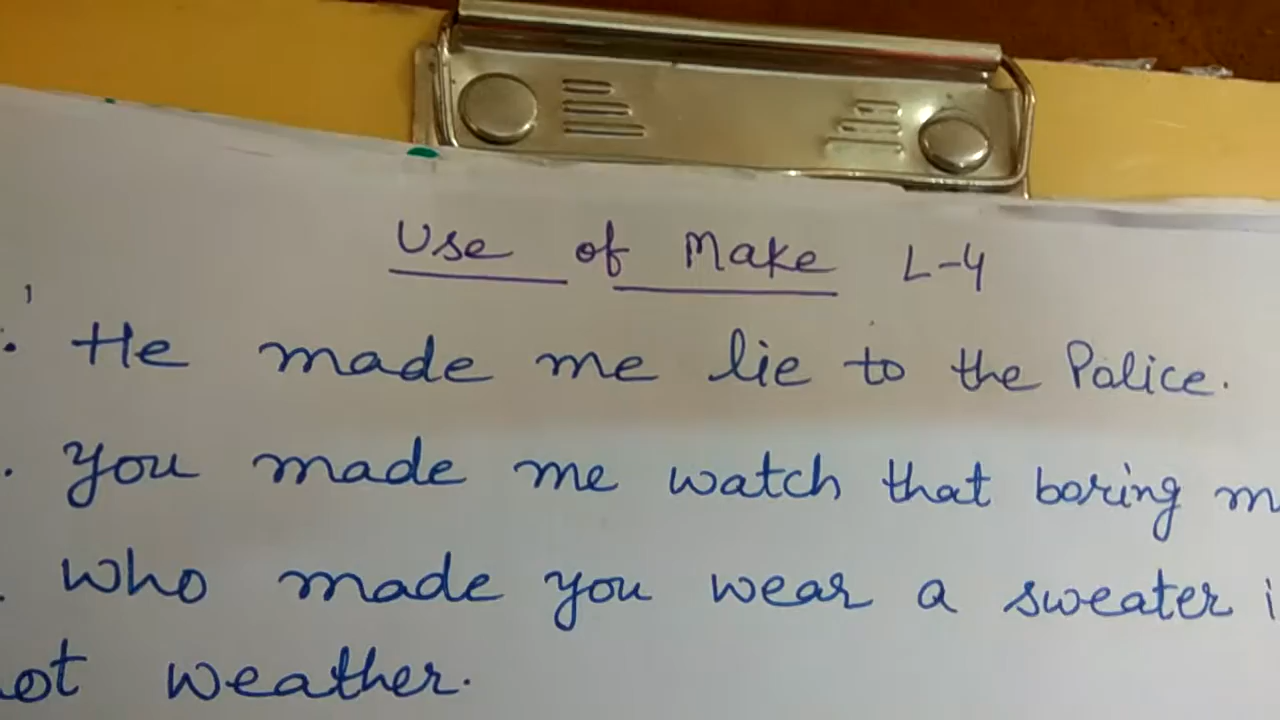 Use of Make L-4
. He made me lie to the Police.
. You made me watch that boring
. Who made you wear a sweater
weather.